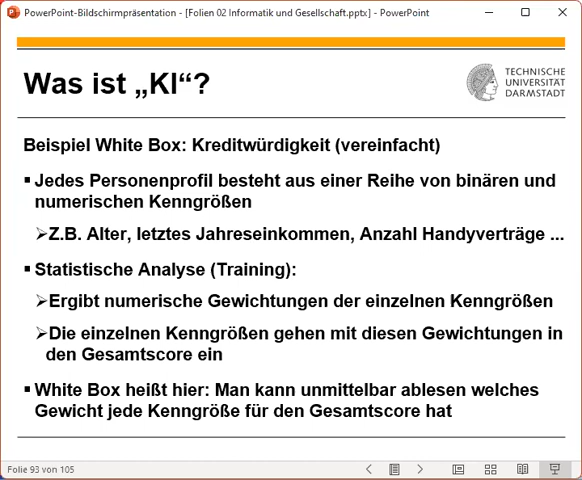 PowerPoint-Bildschirmpräsentation - [Folien 02 Informatik und Gesellschaft.pptx] - PowerPoint
Was ist „KI“?
TECHNISCHE
UNIVERSITÄT
DARMSTADT
Beispiel White Box: Kreditwürdigkeit (vereinfacht)
▪ Jedes Personenprofil besteht aus einer Reihe von binären und
numerischen Kenngrößen
➢Z.B. Alter, letztes Jahreseinkommen, Anzahl Handyverträge ...
▪ Statistische Analyse (Training):
➢Ergibt numerische Gewichtungen der einzelnen Kenngrößen
➢Die einzelnen Kenngrößen gehen mit diesen Gewichtungen in
den Gesamtscore ein
▪ White Box heißt hier: Man kann unmittelbar ablesen welches
Gewicht jede Kenngröße für den Gesamtscore hat
Folie 93 von 105